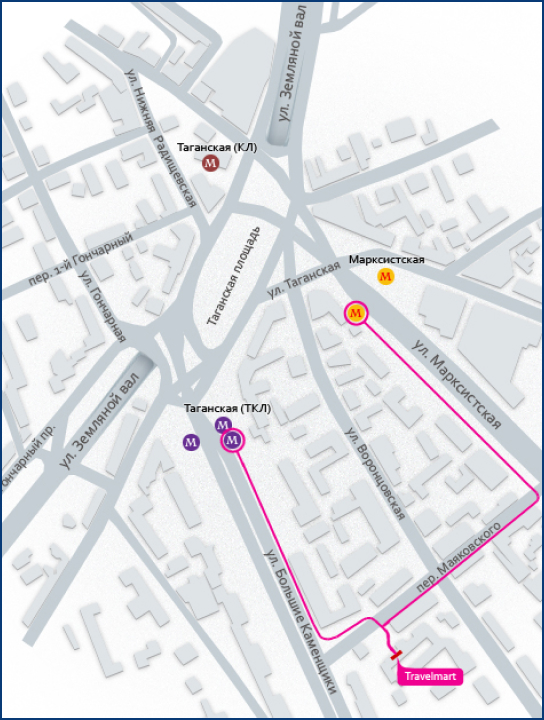 ул. Земляной вал
ул. Нижняя Радищевская
Таганская (КЛ)
М
пер. 1-й Гончарный
Таганская площадь
Марксистская
М
ул. Таганская
М
ул. Гончарная
ул. Марксистская
ул. Земляной вал
Таганская (ТКЛ)
М
М
М
ончарный пр.
ул. Воронцовская
пер. Маяковского
ул. Большие Каменщики
Travelmart